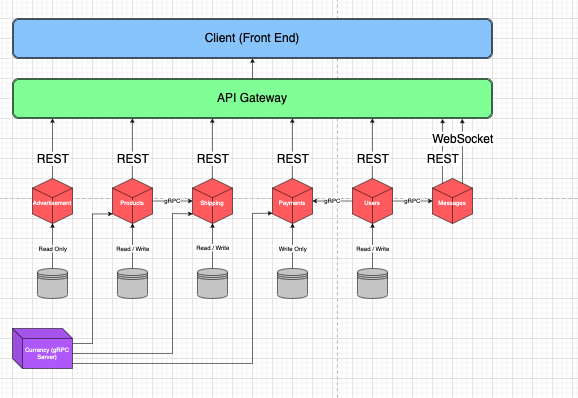 Client (Front End)
API Gateway
WebSocket
REST
REST
REST
REST
REST
REST
Advertisement
Products
gRPC
Shipping
Payments
gRPC
Users
gRPC
Messages
Read Only
Read / Write
Read / Write
Write Only
Read / Write
Currency (gRPC
Server)